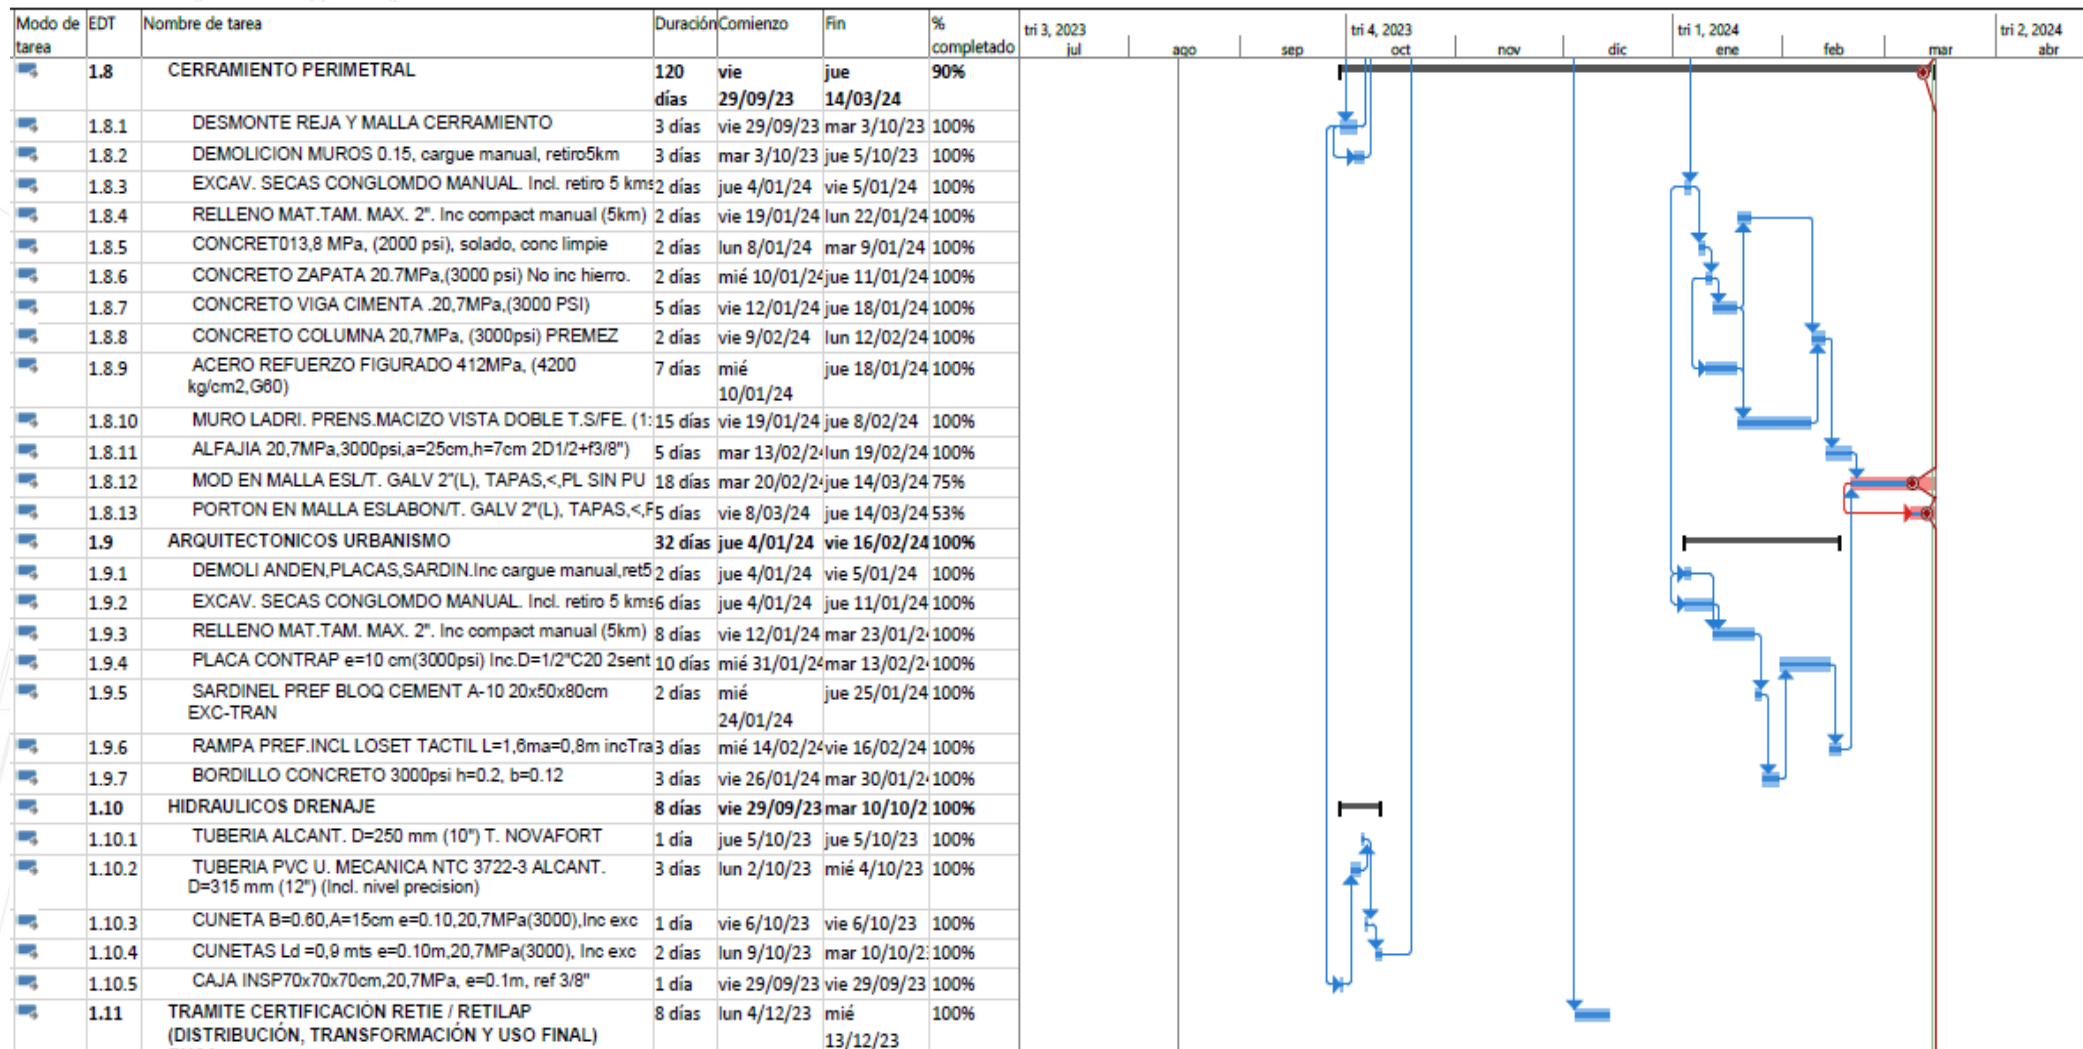 Modo de tarea EDT Nombre de tarea Duración Comienzo Fin % completado
tri 3, 2023 tri 4, 2023 tri 1, 2024 tri 2, 2024
jul ago sep oct nov dic ene feb mar abr
1.8 CERRAMIENTO PERIMETRAL 120 días vie 29/09/23 jue 14/03/24 90%
1.8.1 DESMONTE REJA Y MALLA CERRAMIENTO 3 días vie 29/09/23 mar 3/10/23 100%
1.8.2 DEMOLICION MUROS 0.15, cargue manual, retiro5km 3 días mar 3/10/23 jue 5/10/23 100%
1.8.3 EXCAV. SECAS CONGLOMDO MANUAL. Incl. retiro 5 kms 2 días jue 4/01/24 vie 5/01/24 100%
1.8.4 RELLENO MAT.TAM. MAX. 2". Inc compact manual (5km) 2 días vie 19/01/24 lun 22/01/24 100%
1.8.5 CONCRET013,8 MPa, (2000 psi), solado, conc limpie 2 días lun 8/01/24 mar 9/01/24 100%
1.8.6 CONCRETO ZAPATA 20.7MPa,(3000 psi) No inc hierro. 2 días mié 10/01/24 jue 11/01/24 100%
1.8.7 CONCRETO VIGA CIMENTA .20,7MPa,(3000 PSI) 5 días vie 12/01/24 jue 18/01/24 100%
1.8.8 CONCRETO COLUMNA 20,7MPa, (3000psi) PREMEZ 2 días vie 9/02/24 lun 12/02/24 100%
1.8.9 ACERO REFUERZO FIGURADO 412MPa, (4200 kg/cm2,G60) 7 días mié 10/01/24 jue 18/01/24 100%
1.8.10 MURO LADRI. PRENS.MACIZO VISTA DOBLE T.S/FE. (1: 15 días vie 19/01/24 jue 8/02/24 100%
1.8.11 ALFAJIA 20,7MPa,3000psi,a=25cm,h=7cm 2D1/2+f3/8") 5 días mar 13/02/2 lun 19/02/24 100%
1.8.12 MOD EN MALLA ESL/T. GALV 2"(L), TAPAS,<,PL SIN PU 18 días mar 20/02/2 jue 14/03/24 75%
1.8.13 PORTON EN MALLA ESLABON/T. GALV 2"(L), TAPAS,<,F 5 días vie 8/03/24 jue 14/03/24 53%
1.9 ARQUITECTONICOS URBANISMO 32 días jue 4/01/24 vie 16/02/24 100%
1.9.1 DEMOLI ANDEN,PLACAS,SARDIN.Inc cargue manual,ret5 2 días jue 4/01/24 vie 5/01/24 100%
1.9.2 EXCAV. SECAS CONGLOMDO MANUAL. Incl. retiro 5 kms 6 días jue 4/01/24 jue 11/01/24 100%
1.9.3 RELLENO MAT.TAM. MAX. 2". Inc compact manual (5km) 8 días vie 12/01/24 mar 23/01/2 100%
1.9.4 PLACA CONTRAP e=10 cm(3000psi) Inc.D=1/2"C20 2sent 10 días mié 31/01/24 mar 13/02/2 100%
1.9.5 SARDINEL PREF BLOQ CEMENT A-10 20x50x80cm EXC-TRAN 2 días mié 24/01/24 jue 25/01/24 100%
1.9.6 RAMPA PREF.INCL LOSET TACTIL L=1,6ma=0,8m incTra 3 días mié 14/02/24 vie 16/02/24 100%
1.9.7 BORDILLO CONCRETO 3000psi h=0.2, b=0.12 3 días vie 26/01/24 mar 30/01/2 100%
1.10 HIDRAULICOS DRENAJE 8 días vie 29/09/23 mar 10/10/2 100%
1.10.1 TUBERIA ALCANT. D=250 mm (10") T. NOVAFORT 1 día jue 5/10/23 jue 5/10/23 100%
1.10.2 TUBERIA PVC U. MECANICA NTC 3722-3 ALCANT. D=315 mm (12") (Incl. nivel precision) 3 días lun 2/10/23 mié 4/10/23 100%
1.10.3 CUNETA B=0.60,A=15cm e=0.10,20,7MPa(3000),Inc exc 1 día vie 6/10/23 vie 6/10/23 100%
1.10.4 CUNETAS Ld =0,9 mts e=0.10m,20,7MPa(3000), Inc exc 2 días lun 9/10/23 mar 10/10/2 100%
1.10.5 CAJA INSP70x70x70cm,20,7MPa, e=0.1m, ref 3/8" 1 día vie 29/09/23 vie 29/09/23 100%
1.11 TRAMITE CERTIFICACIÓN RETIE / RETILAP (DISTRIBUCIÓN, TRANSFORMACIÓN Y USO FINAL) 8 días lun 4/12/23 mié 13/12/23 100%